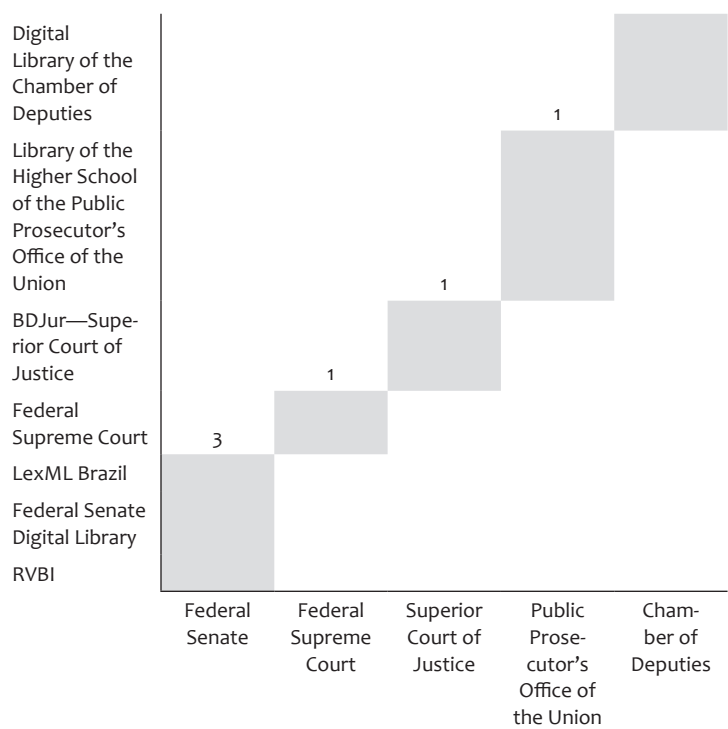 Digital
Library of the
Chamber of
Deputies
1
Library of the
Higher School
of the Public
Prosecutor's
Office of the
Union
1
BDJur—Supe-
rior Court of
Justice
1
Federal
Supreme Court
3
LexML Brazil
Federal Senate
Digital Library
RVBI
Federal
Senate
Federal
Supreme
Court
Superior
Court of
Justice
Public
Prose-
cutor's
Office of
the Union
Cham-
ber of
Deputies